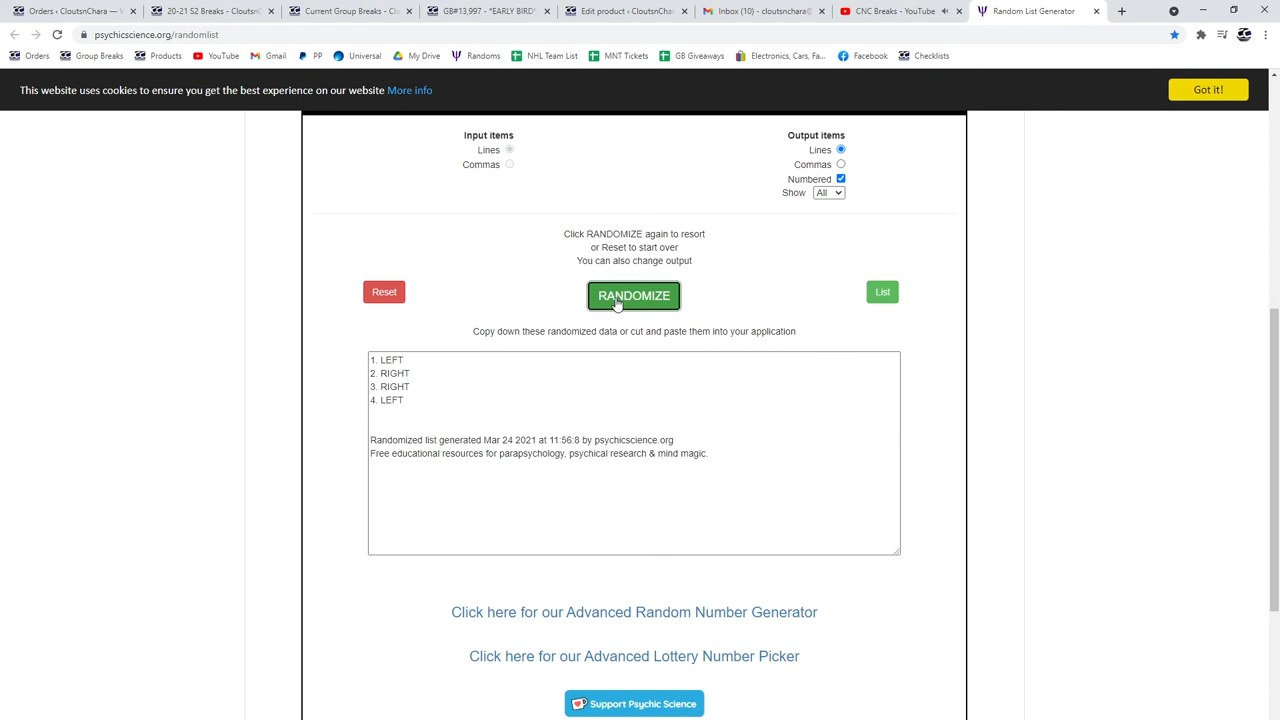 Orders ‹ CloutsnChara — W
20-21 S2 Breaks - CloutsnC
Current Group Breaks - Clo
GB#13,997 - *EARLY BIRD*
Edit product ‹ CloutsnChara
Inbox (1) - cloutsnchara@g
CNC Breaks - YouTube
Random List Generator
psychicscience.org/randomlist
Orders
Group Breaks
Products
YouTube
Gmail
PP
Universal
My Drive
Randoms
NHL Team List
MNT Tickets
GB Giveaways
Electronics, Cars, Fa...
Facebook
Checklists
This website uses cookies to ensure you get the best experience on our website More info
Got it!
Input items
Lines
Commas
Output items
Lines
Commas
Numbered
Show All
Click RANDOMIZE again to resort
or Reset to start over
You can also change output
Reset
RANDOMIZE
List
Copy down these randomized data or cut and paste them into your application
1. LEFT
2. RIGHT
3. RIGHT
4. LEFT
Randomized list generated Mar 24 2021 at 11:56:8 by psychicscience.org
Free educational resources for parapsychology, psychical research & mind magic.
Click here for our Advanced Random Number Generator
Click here for our Advanced Lottery Number Picker
Support Psychic Science